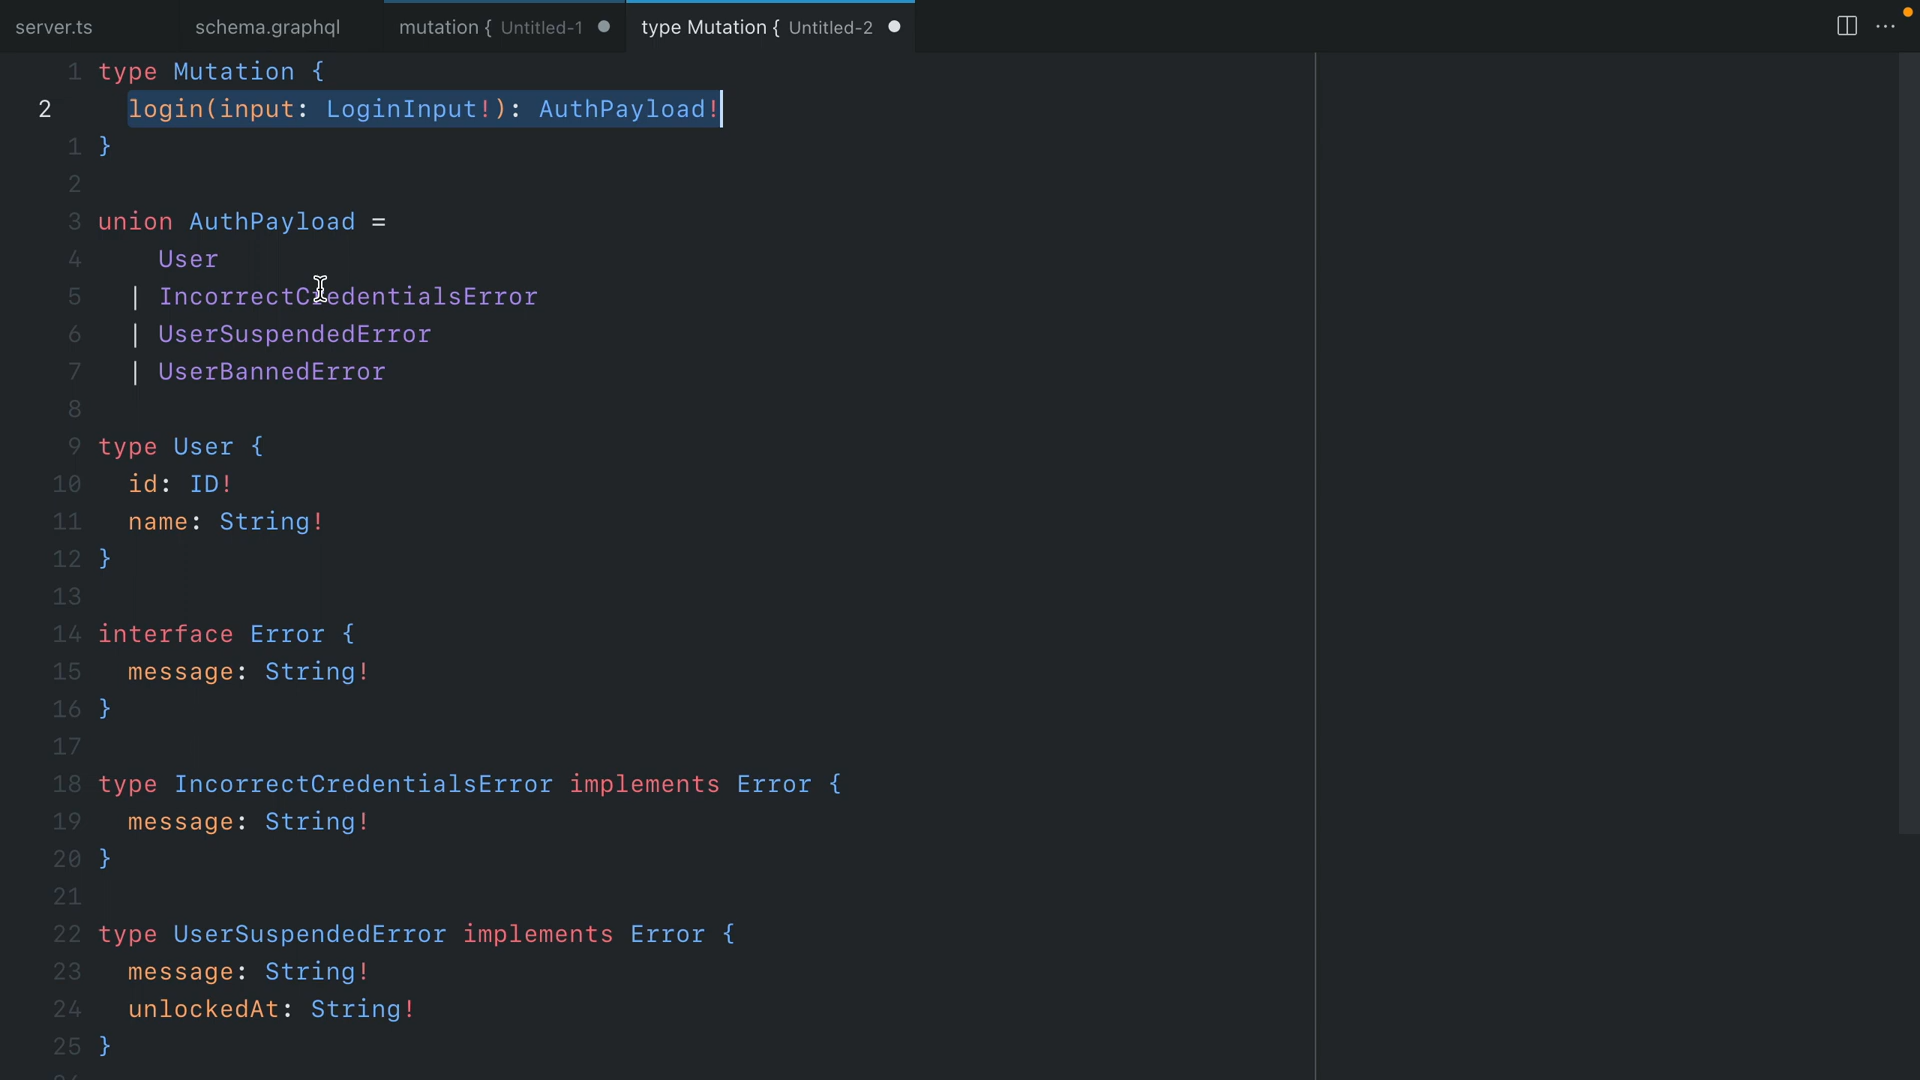 server.ts schema.graphql mutation { Untitled-1 type Mutation { Untitled-2
1 type Mutation {
2 login(input: LoginInput!): AuthPayload!
1 }
2
3 union AuthPayload =
4 User
5 | IncorrectCredentialsError
6 | UserSuspendedError
7 | UserBannedError
8
9 type User {
10 id: ID!
11 name: String!
12 }
13
14 interface Error {
15 message: String!
16 }
17
18 type IncorrectCredentialsError implements Error {
19 message: String!
20 }
21
22 type UserSuspendedError implements Error {
23 message: String!
24 unlockedAt: String!
25 }